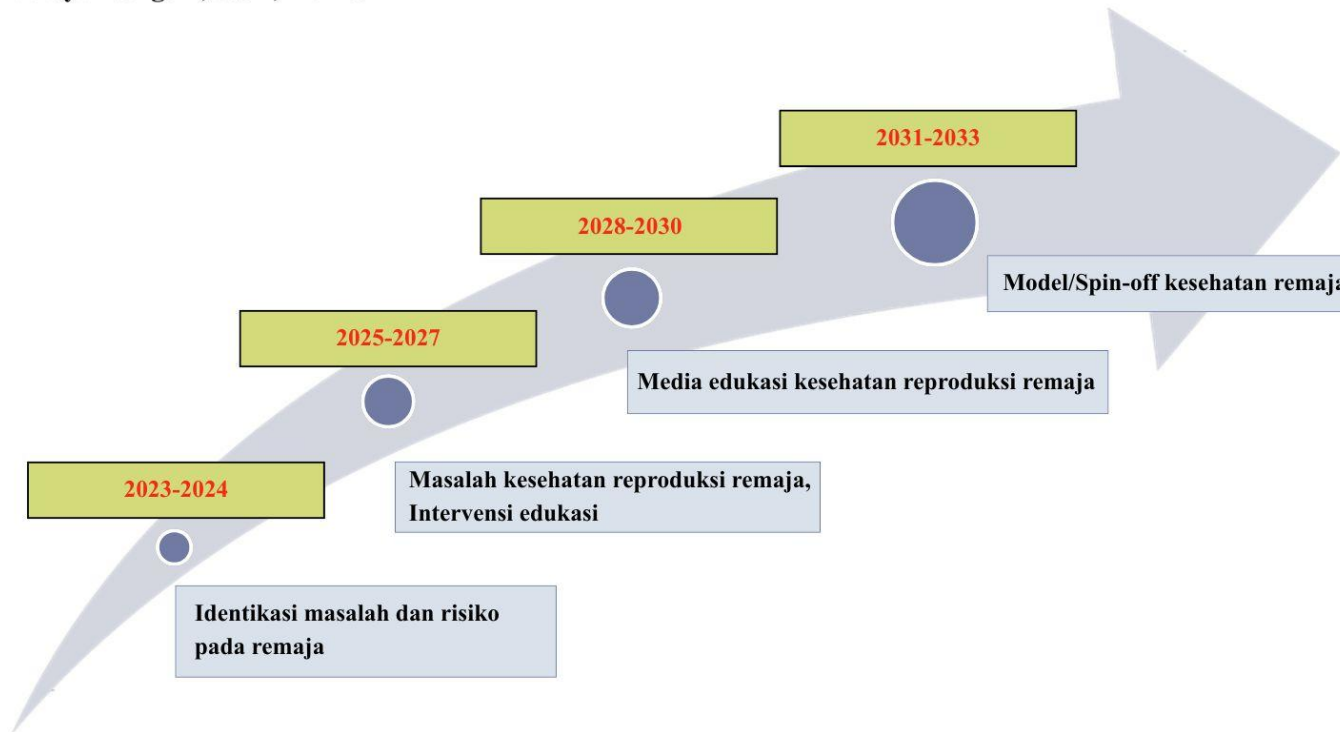 2031-2033
2028-2030
Model/Spin-off kesehatan remaja
2025-2027
Media edukasi kesehatan reproduksi remaja
2023-2024
Masalah kesehatan reproduksi remaja,
Intervensi edukasi
Identikasi masalah dan risiko
pada remaja